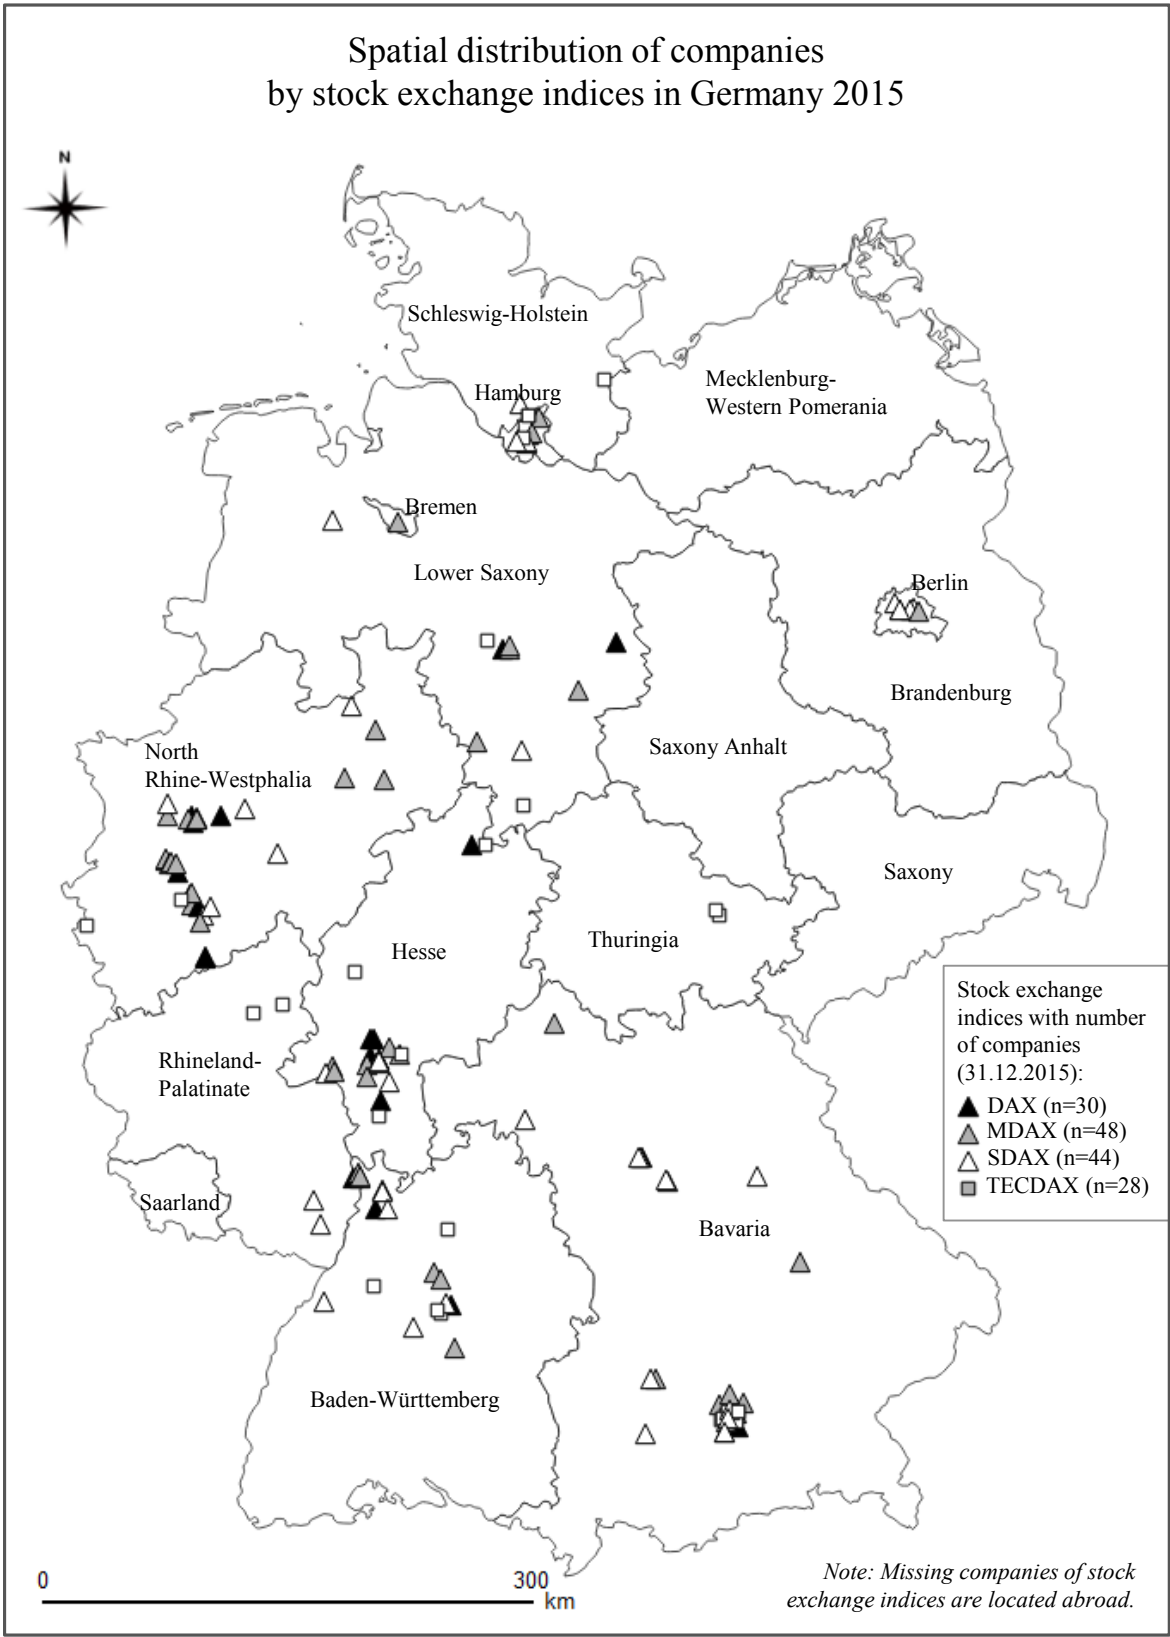 Spatial distribution of companies
by stock exchange indices in Germany 2015
N
Schleswig-Holstein
Hamburg
Mecklenburg-
Western Pomerania
Bremen
Lower Saxony
Berlin
Brandenburg
North
Rhine-Westphalia
Saxony Anhalt
Saxony
Hesse
Thuringia
Stock exchange
indices with number
of companies
(31.12.2015):
DAX (n=30)
MDAX (n=48)
SDAX (n=44)
TECDAX (n=28)
Rhineland-
Palatinate
Saarland
Bavaria
Baden-Württemberg
0
300
km
Note: Missing companies of stock
exchange indices are located abroad.